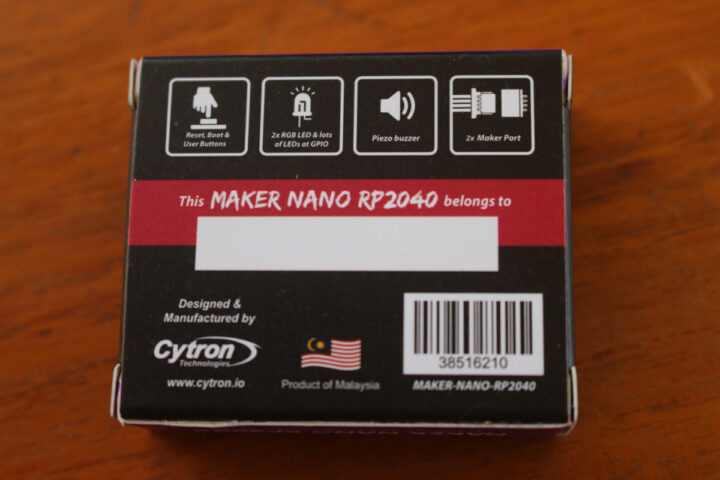 Reset, Boot &
User Buttons
2x RGB LED & lots
of LEDs at GPIO
Piezo buzzer
2x Maker Port
This MAKER NANO RP2040 belongs to
Designed &
Manufactured by
Cytron
Technologies
www.cytron.io
Product of Malaysia
38516210
MAKER-NANO-RP2040